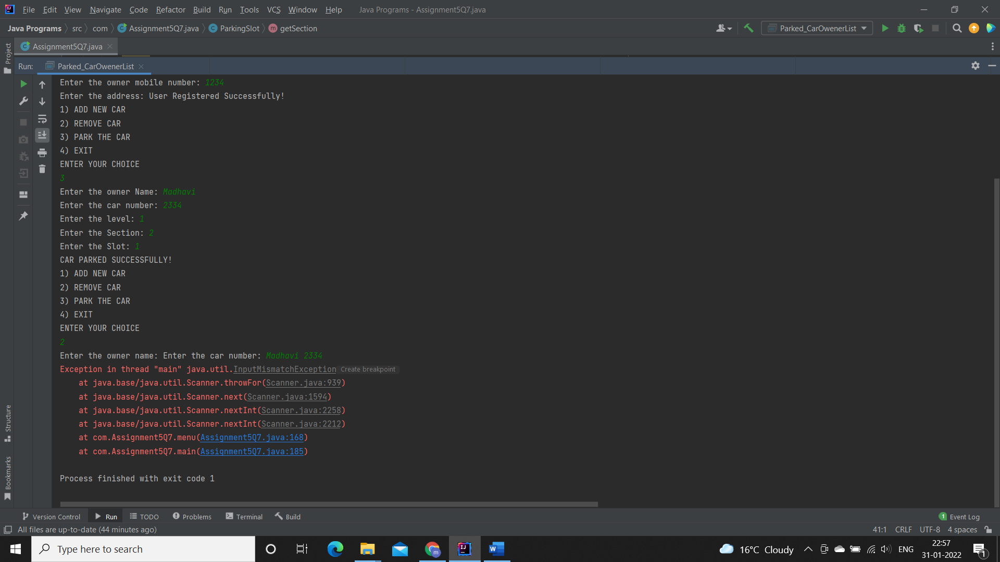 File Edit View Navigate Code Refactor Build Run Tools VCS Window Help Java Programs - Assignment5Q7.java
Java Programs src com Assignment5Q7.java ParkingSlot getSection Parked_CarOwenerList
Project
Assignment5Q7.java
Run: Parked_CarOwenerList
Enter the owner mobile number: 1234
Enter the address: User Registered Successfully!
1) ADD NEW CAR
2) REMOVE CAR
3) PARK THE CAR
4) EXIT
ENTER YOUR CHOICE
3
Enter the owner Name: Madhavi
Enter the car number: 2334
Enter the level: 1
Enter the Section: 2
Enter the Slot: 1
CAR PARKED SUCCESSFULLY!
1) ADD NEW CAR
2) REMOVE CAR
3) PARK THE CAR
4) EXIT
ENTER YOUR CHOICE
2
Enter the owner name: Enter the car number: Madhavi 2334
Exception in thread "main" java.util.InputMismatchException Create breakpoint
at java.base/java.util.Scanner.throwFor(Scanner.java:939)
at java.base/java.util.Scanner.next(Scanner.java:1594)
at java.base/java.util.Scanner.nextInt(Scanner.java:2258)
at java.base/java.util.Scanner.nextInt(Scanner.java:2212)
at com.Assignment5Q7.menu(Assignment5Q7.java:168)
at com.Assignment5Q7.main(Assignment5Q7.java:185)
Process finished with exit code 1
Structure
Bookmarks
Version Control Run TODO Problems Terminal Build 1 Event Log
All files are up-to-date (44 minutes ago) 41:1 CRLF UTF-8 4 spaces
Type here to search 16°C Cloudy ENG 22:57
31-01-2022 1